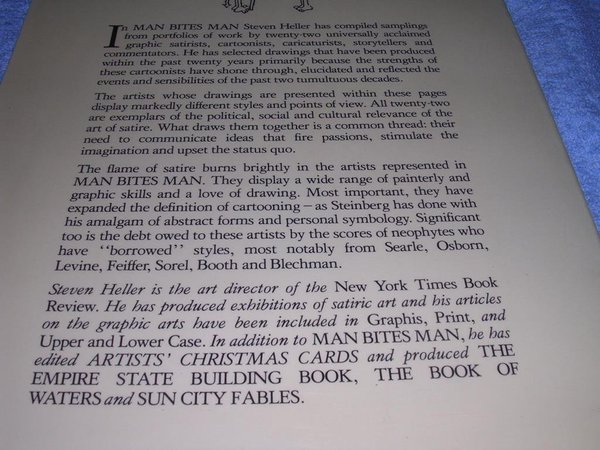 In MAN BITES MAN Steven Heller has compiled samplings
from portfolios of work by twenty-two universally acclaimed
graphic satirists, cartoonists, caricaturists, storytellers and
commentators. He has selected drawings that have been produced
within the past twenty years primarily because the strengths of
these cartoonists have shone through, elucidated and reflected the
events and sensibilities of the past two tumultuous decades.
The artists whose drawings are presented within these pages
display markedly different styles and points of view. All twenty-two
are exemplars of the political, social and cultural relevance of the
art of satire. What draws them together is a common thread: their
need to communicate ideas that fire passions, stimulate the
imagination and upset the status quo.
The flame of satire burns brightly in the artists represented in
MAN BITES MAN. They display a wide range of painterly and
graphic skills and a love of drawing. Most important, they have
expanded the definition of cartooning—as Steinberg has done with
his amalgam of abstract forms and personal symbology. Significant
too is the debt owed to these artists by the scores of neophytes who
have "borrowed" styles, most notably from Searle, Osborn,
Levine, Feiffer, Sorel, Booth and Blechman.
Steven Heller is the art director of the New York Times Book
Review. He has produced exhibitions of satiric art and his articles
on the graphic arts have been included in Graphis, Print, and
Upper and Lower Case. In addition to MAN BITES MAN, he has
edited ARTISTS' CHRISTMAS CARDS and produced THE
EMPIRE STATE BUILDING BOOK, THE BOOK OF
WATERS and SUN CITY FABLES.